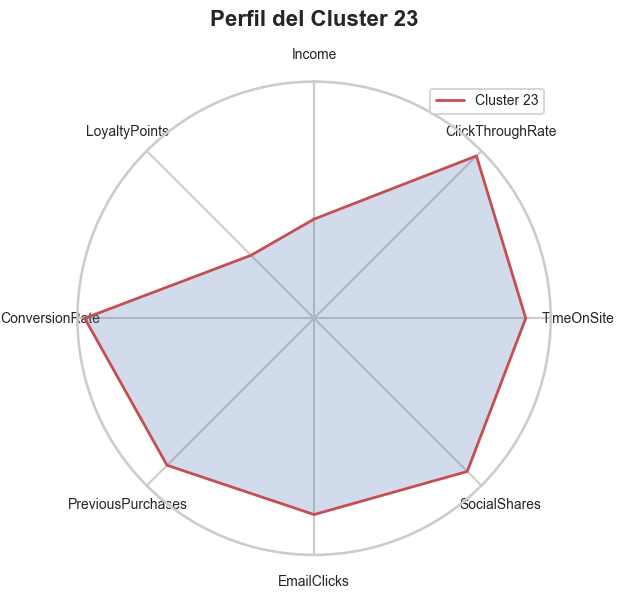 Perfil del Cluster 23
Income
Cluster 23
LoyaltyPoints
ClickThroughRate
ConversionRate
TimeOnSite
PreviousPurchases
SocialShares
EmailClicks